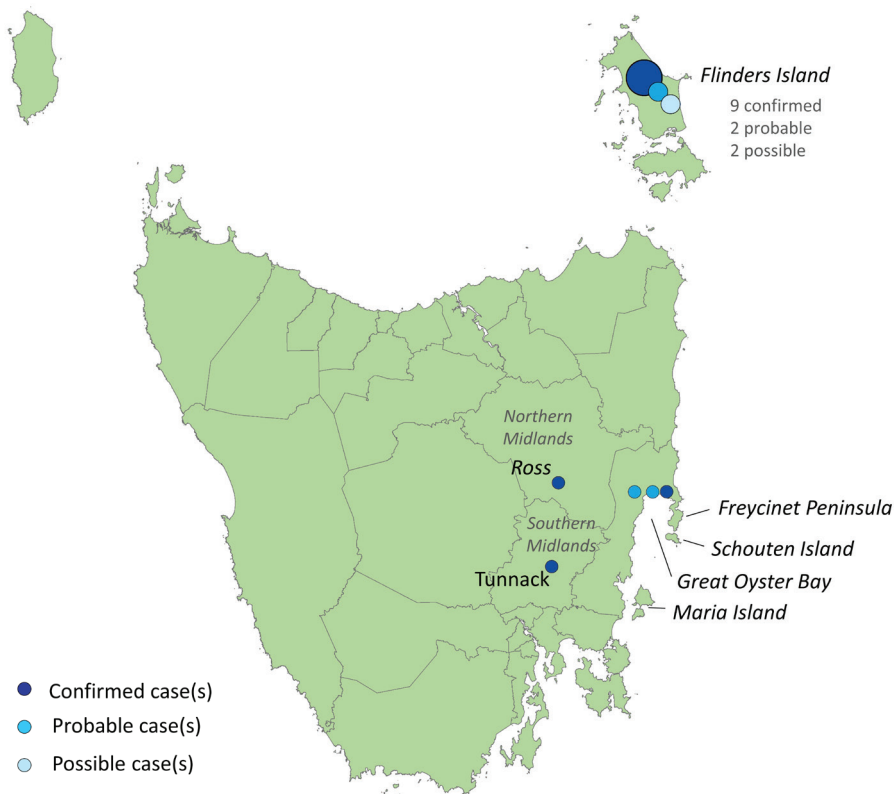 Flinders Island
9 confirmed
2 probable
2 possible
Northern
Midlands
Ross
Southern
Midlands
Tunnack
Freycinet Peninsula
Schouten Island
Great Oyster Bay
Maria Island
Confirmed case(s)
Probable case(s)
Possible case(s)